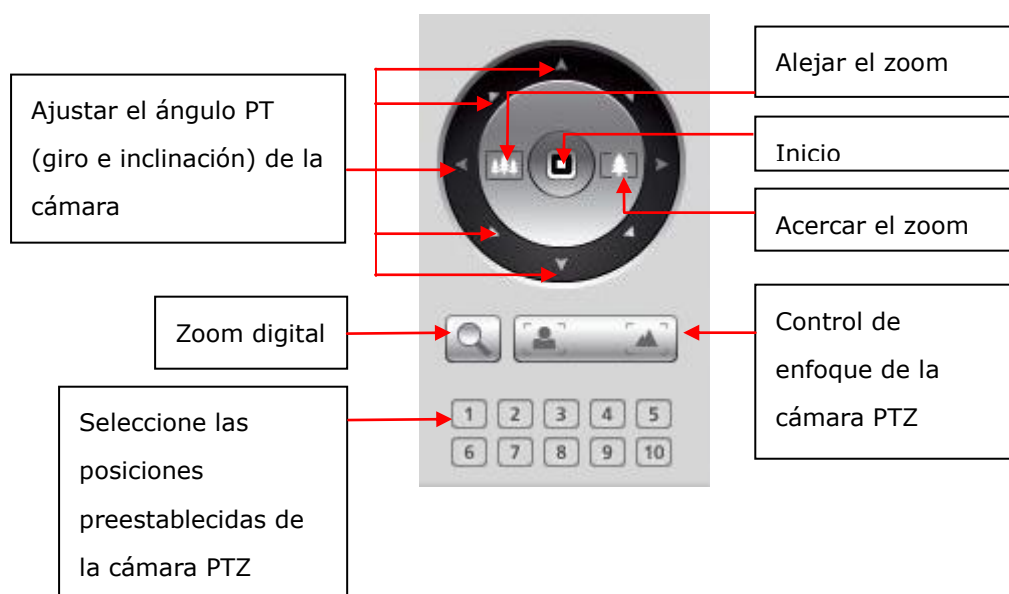 Ajustar el ángulo PT
(giro e inclinación) de la
cámara
Alejar el zoom
Inicio
Acercar el zoom
Zoom digital
Control de
enfoque de la
cámara PTZ
Seleccione las
posiciones
preestablecidas de
la cámara PTZ
1 2 3 4 5
6 7 8 9 10